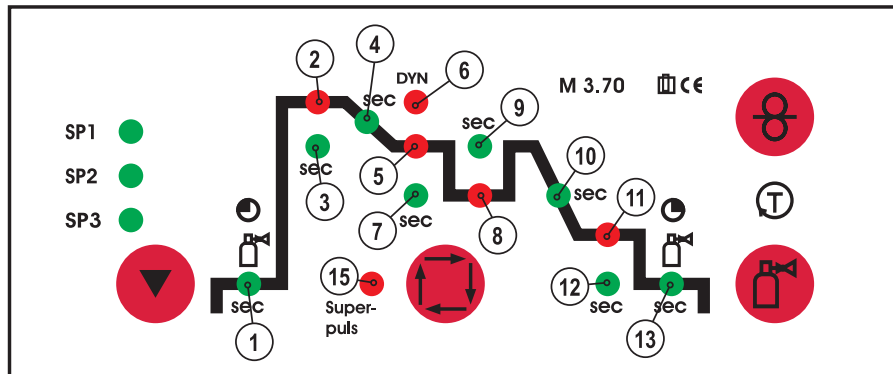 2
4
DYN
6
sec
9
M 3.70
CE
SP1
sec
SP2
sec
5
10
sec
SP3
3
7
sec
8
11
T
15
12
sec
Super-
puls
sec
sec
1
13